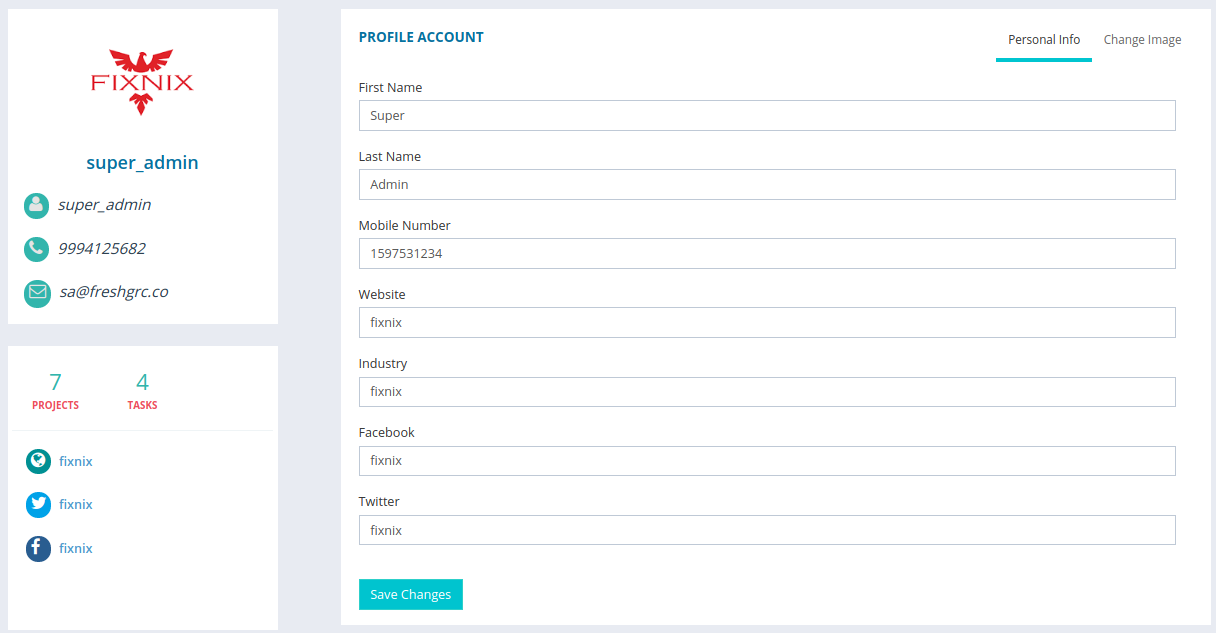 FIXNIX
super_admin
super_admin
9994125682
sa@freshgrc.co
7
PROJECTS
4
TASKS
fixnix
fixnix
fixnix
PROFILE ACCOUNT
Personal Info
Change Image
First Name
Super
Last Name
Admin
Mobile Number
1597531234
Website
fixnix
Industry
fixnix
Facebook
fixnix
Twitter
fixnix
Save Changes